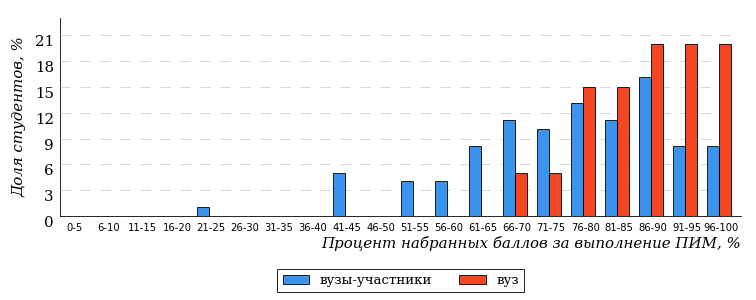 Доля студентов, %
21
18
15
12
9
6
3
0
0-5 6-10 11-15 16-20 21-25 26-30 31-35 36-40 41-45 46-50 51-55 56-60 61-65 66-70 71-75 76-80 81-85 86-90 91-95 96-100
Процент набранных баллов за выполнение ПИМ, %
вузы-участники вуз